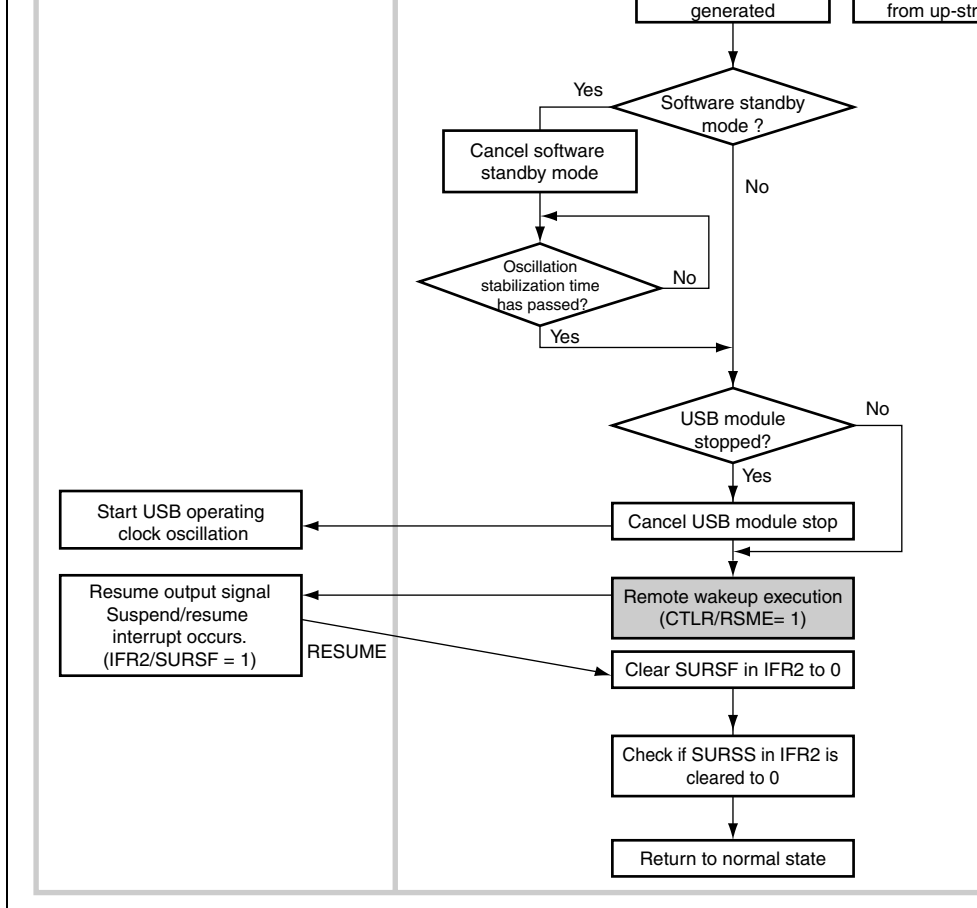 generated
from up-str
Yes
Software standby
mode ?
Cancel software
standby mode
No
Oscillation
stabilization time
has passed?
No
Yes
USB module
stopped?
No
Yes
Start USB operating
clock oscillation
Cancel USB module stop
Resume output signal
Suspend/resume
interrupt occurs.
(IFR2/SURSF = 1)
Remote wakeup execution
(CTLR/RSME= 1)
RESUME
Clear SURSF in IFR2 to 0
Check if SURSS in IFR2 is
cleared to 0
Return to normal state